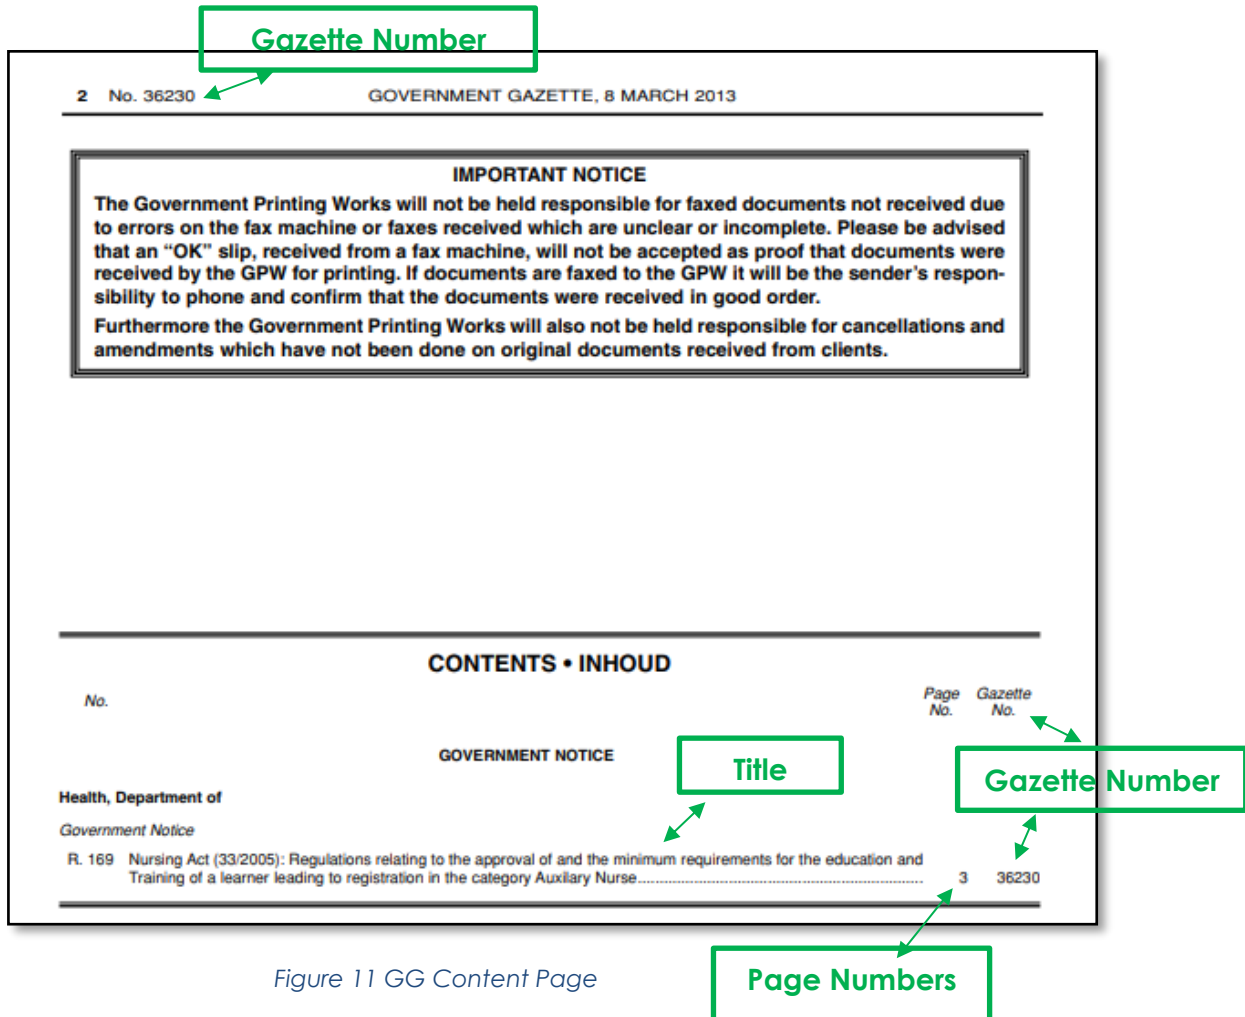 Gazette Number
2 No. 36230 GOVERNMENT GAZETTE, 8 MARCH 2013
IMPORTANT NOTICE
The Government Printing Works will not be held responsible for faxed documents not received due
to errors on the fax machine or faxes received which are unclear or incomplete. Please be advised
that an “OK” slip, received from a fax machine, will not be accepted as proof that documents were
received by the GPW for printing. If documents are faxed to the GPW it will be the sender’s respon-
sibility to phone and confirm that the documents were received in good order.
Furthermore the Government Printing Works will also not be held responsible for cancellations and
amendments which have not been done on original documents received from clients.
CONTENTS • INHOUD
No.
Page Gazette
No. No.
GOVERNMENT NOTICE
Title
Gazette Number
Health, Department of
Government Notice
R. 169 Nursing Act (33/2005): Regulations relating to the approval of and the minimum requirements for the education and
Training of a learner leading to registration in the category Auxilary Nurse................................................................................ 3 36230
Figure 11 GG Content Page
Page Numbers